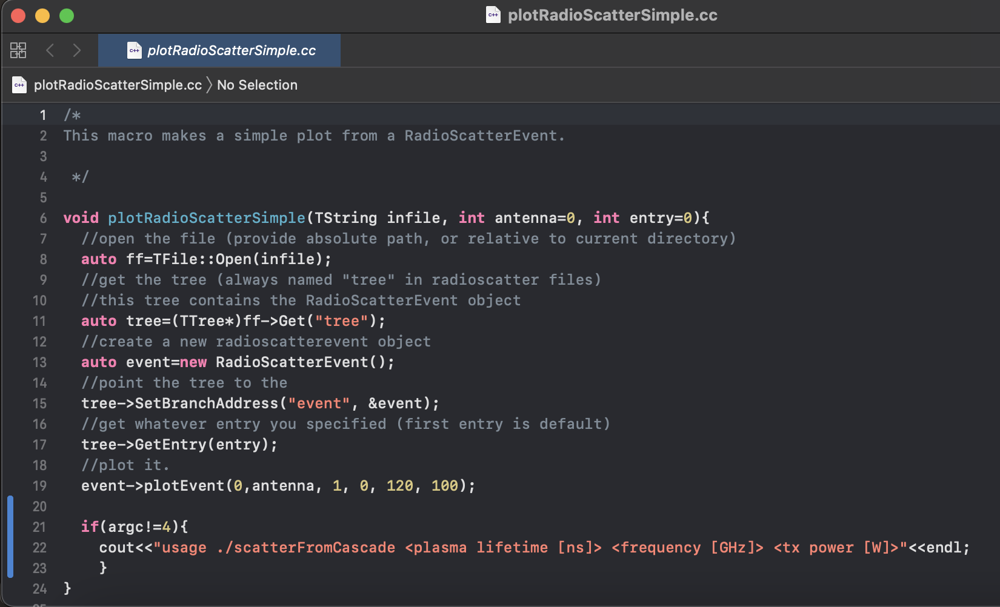 C++ plotRadioScatterSimple.cc
C++ plotRadioScatterSimple.cc
C++ plotRadioScatterSimple.cc 〉 No Selection
1 /*
2 This macro makes a simple plot from a RadioScatterEvent.
3
4  */
5
6 void plotRadioScatterSimple(TString infile, int antenna=0, int entry=0){
7   //open the file (provide absolute path, or relative to current directory)
8   auto ff=TFile::Open(infile);
9   //get the tree (always named "tree" in radioscatter files)
10   //this tree contains the RadioScatterEvent object
11   auto tree=(TTree*)ff->Get("tree");
12   //create a new radioscatterevent object
13   auto event=new RadioScatterEvent();
14   //point the tree to the
15   tree->SetBranchAddress("event", &event);
16   //get whatever entry you specified (first entry is default)
17   tree->GetEntry(entry);
18   //plot it.
19   event->plotEvent(0,antenna, 1, 0, 120, 100);
20
21   if(argc!=4){
22     cout<<"usage ./scatterFromCascade <plasma lifetime [ns]> <frequency [GHz]> <tx power [W]>"<<endl;
23     }
24 }